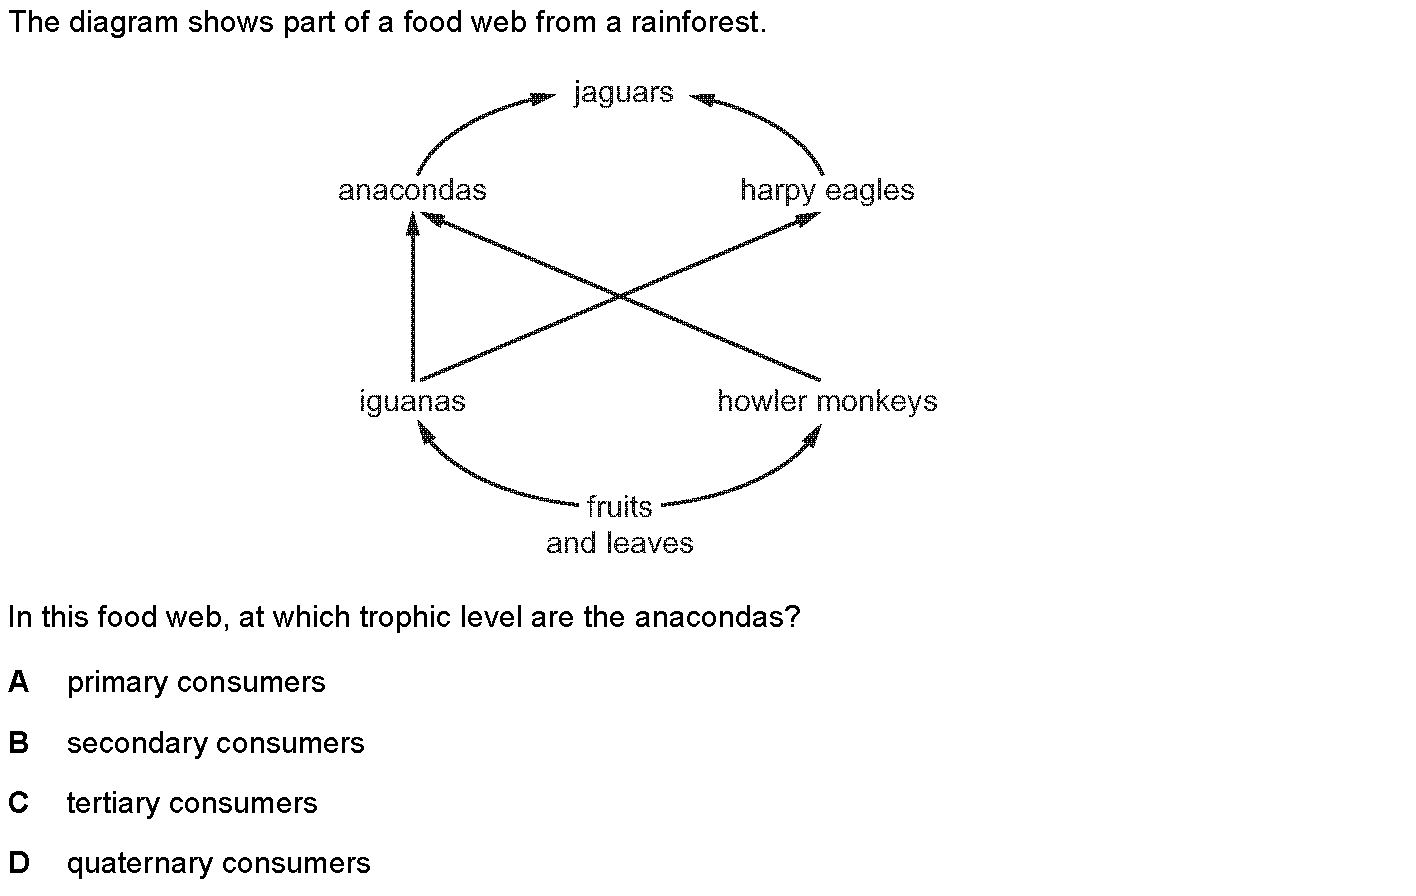 The diagram shows part of a food web from a rainforest.
jaguars
anacondas
harpy eagles
iguanas
howler monkeys
fruits
and leaves
In this food web, at which trophic level are the anacondas?
A primary consumers
B secondary consumers
C tertiary consumers
D quaternary consumers